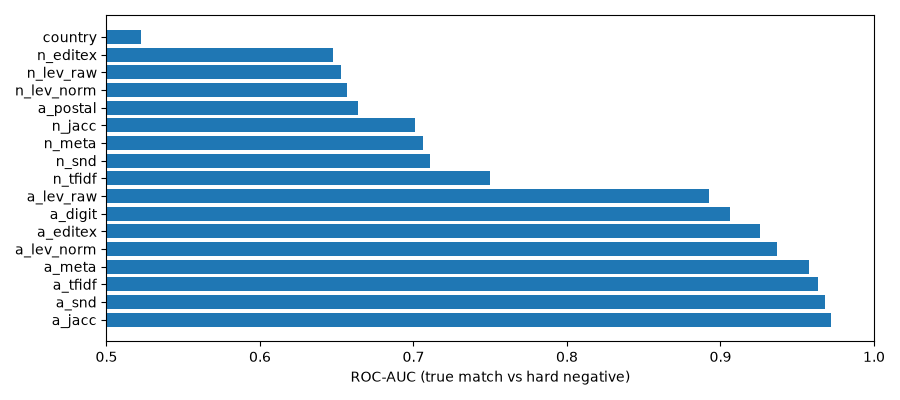 country
n_editex
n_lev_raw
n_lev_norm
a_postal
n_jacc
n_meta
n_snd
n_tfidf
a_lev_raw
a_digit
a_editex
a_lev_norm
a_meta
a_tfidf
a_snd
a_jacc
0.5 0.6 0.7 0.8 0.9 1.0
ROC-AUC (true match vs hard negative)